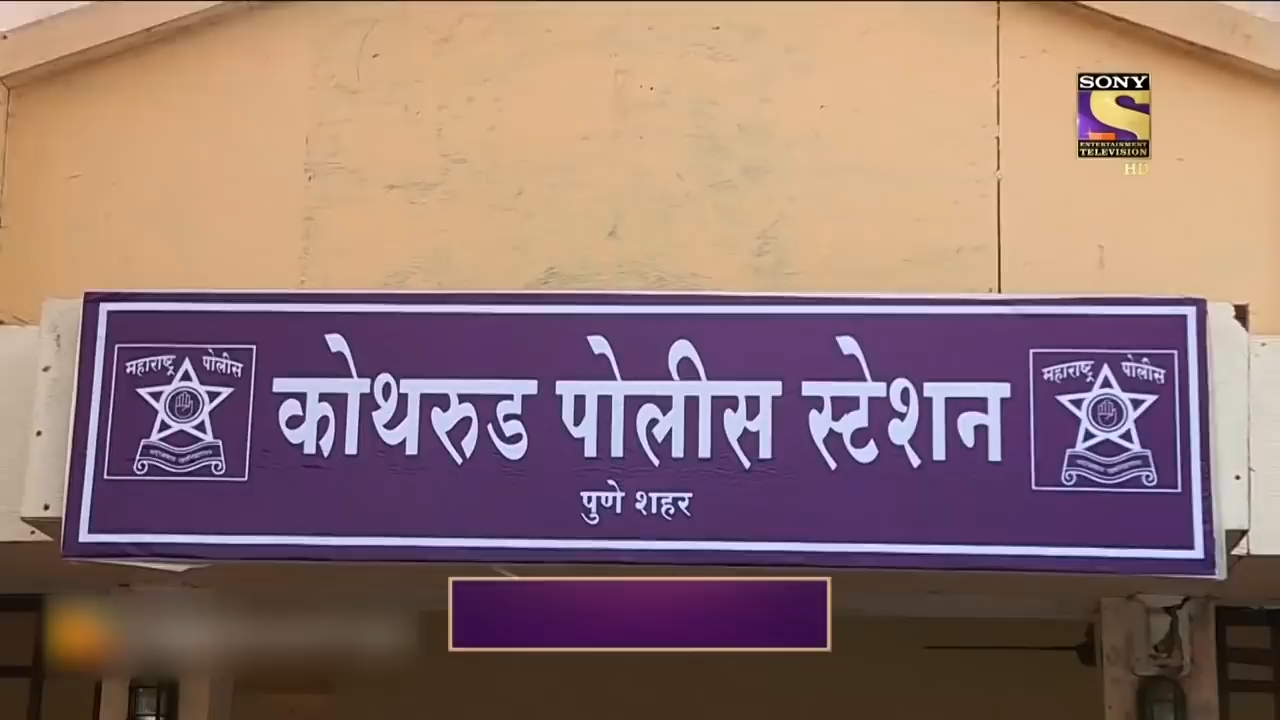 SONY
ENTERTAINMENT
TELEVISION
HD
महाराष्ट्र पोलीस
कोथरुड पोलीस स्टेशन
पुणे शहर
महाराष्ट्र पोलीस